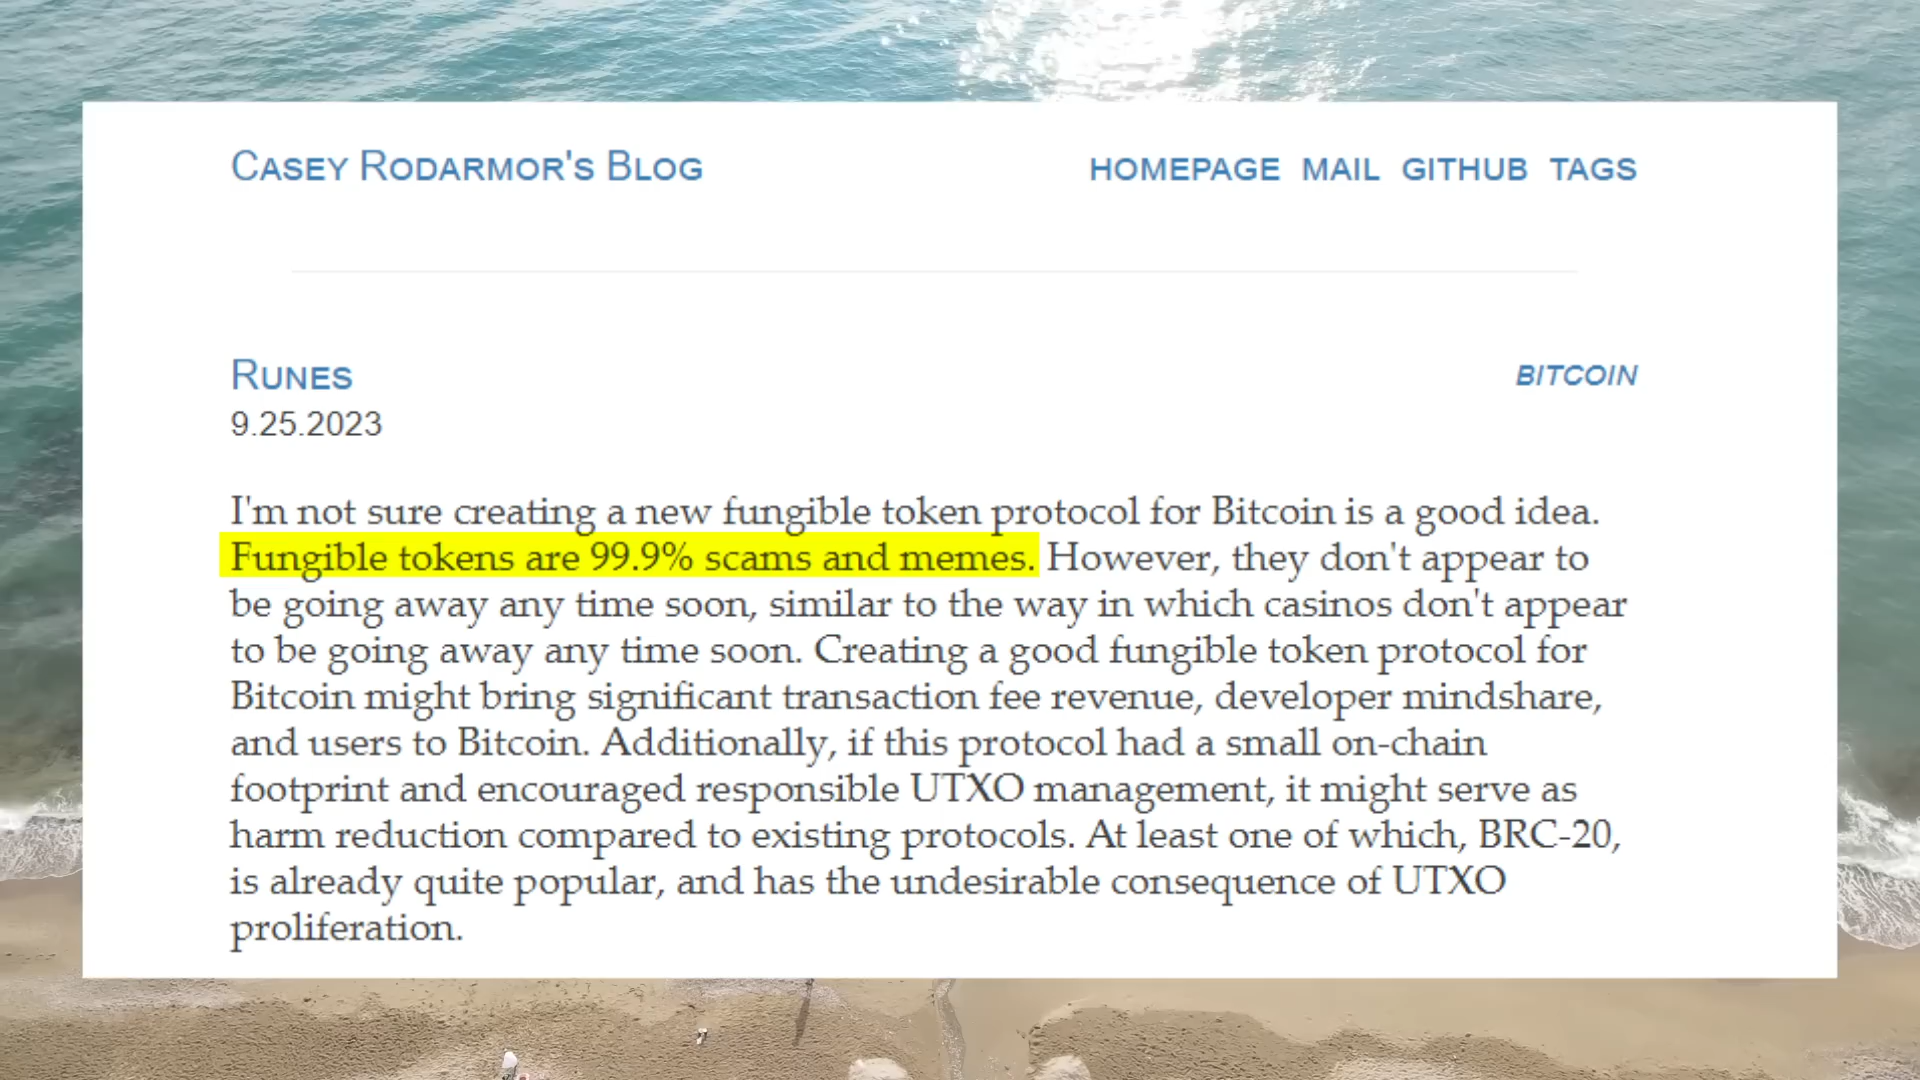 Casey Rodarmor's Blog HOMEPAGE MAIL GITHUB TAGS
Runes BITCOIN
9.25.2023
I'm not sure creating a new fungible token protocol for Bitcoin is a good idea.
Fungible tokens are 99.9% scams and memes. However, they don't appear to
be going away any time soon, similar to the way in which casinos don't appear
to be going away any time soon. Creating a good fungible token protocol for
Bitcoin might bring significant transaction fee revenue, developer mindshare,
and users to Bitcoin. Additionally, if this protocol had a small on-chain
footprint and encouraged responsible UTXO management, it might serve as
harm reduction compared to existing protocols. At least one of which, BRC-20,
is already quite popular, and has the undesirable consequence of UTXO
proliferation.